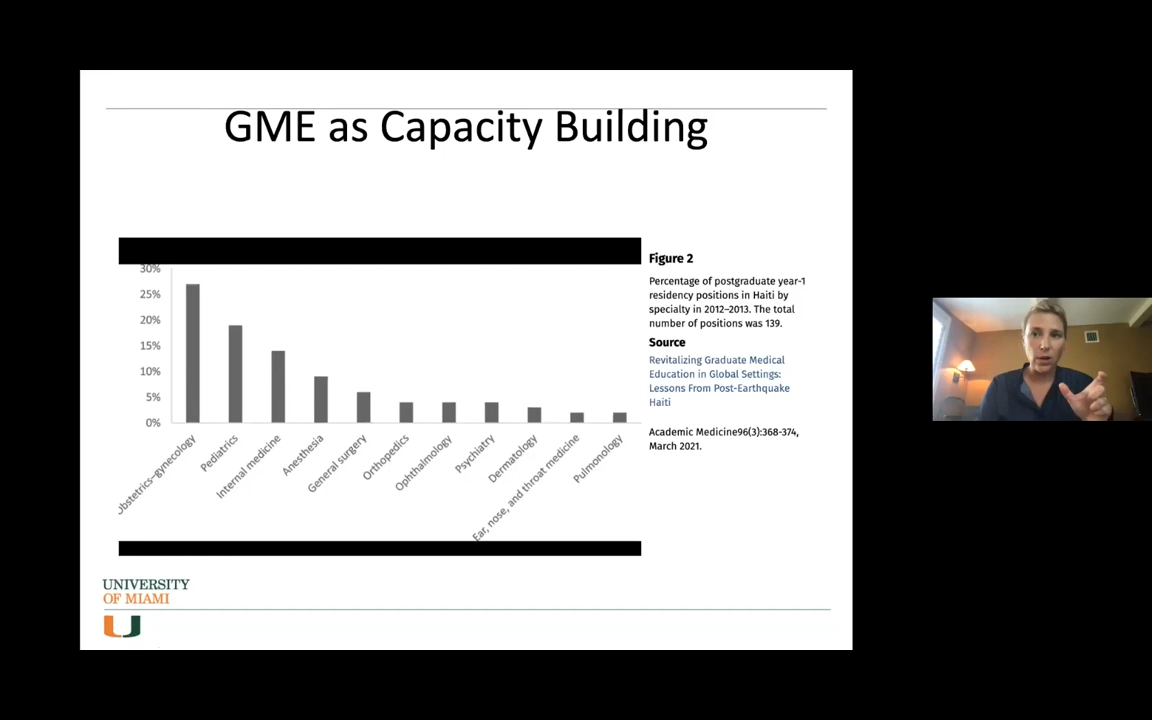 GME as Capacity Building
30%
25%
20%
15%
10%
5%
0%
Pediatrics
Internal medicine
Anesthesia
General surgery
Orthopedics
Ophthalmology
Psychiatry
Dermatology
Ear, nose, and throat medicine
Pulmonology
Figure 2
Percentage of postgraduate year-1
residency positions in Haiti by
specialty in 2012–2013. The total
number of positions was 139.
Source
Revitalizing Graduate Medical
Education in Global Settings:
Lessons From Post-Earthquake
Haiti
Academic Medicine96(3):368-374,
March 2021.
UNIVERSITY
OF MIAMI